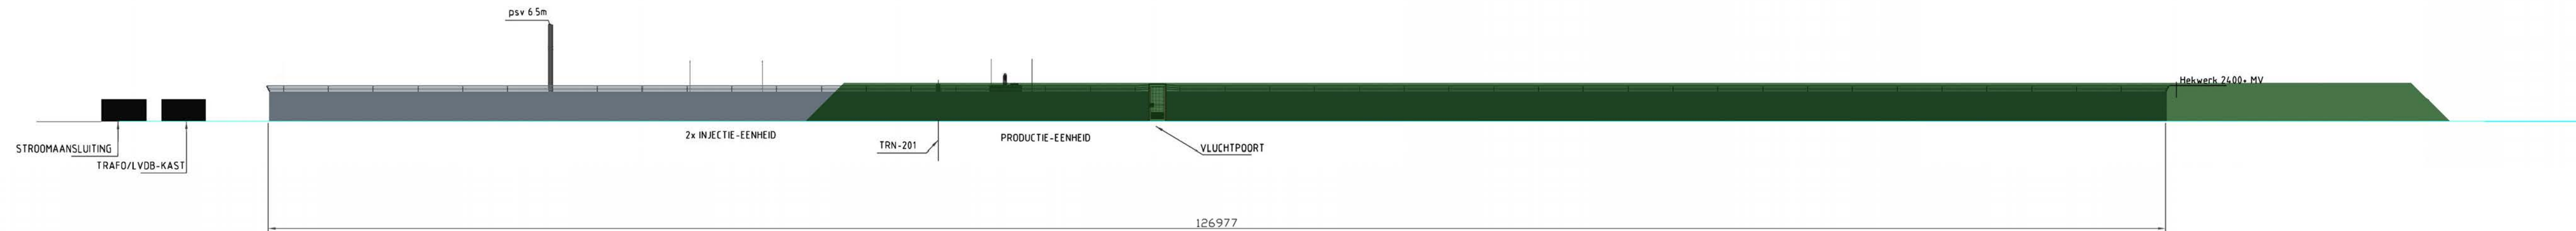 psv 6.5m
Hekwerk 2400+ MV
2x INJECTIE-EENHEID
PRODUCTIE-EENHEID
TRN-201
VLUCHTPOORT
STROOMAANSLUITING
TRAFO/LVDB-KAST
126977